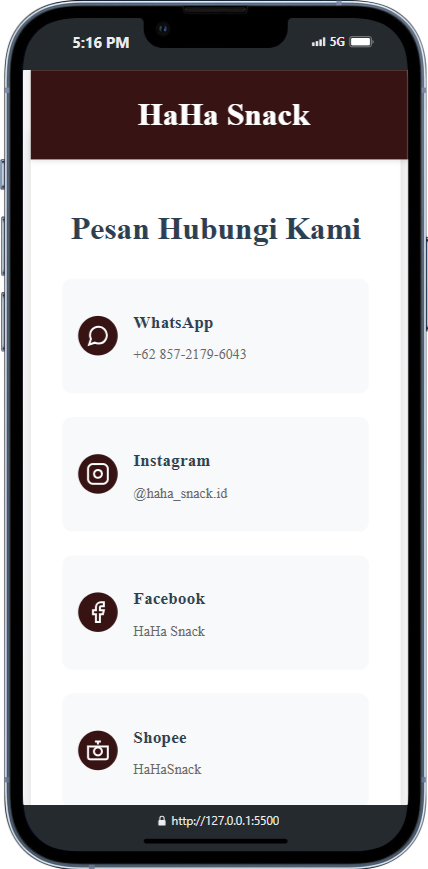 5:16 PM
5G
HaHa Snack
Pesan Hubungi Kami
WhatsApp
+62 857-2179-6043
Instagram
@haha_snack.id
Facebook
HaHa Snack
Shopee
HaHaSnack
http://127.0.0.1:5500